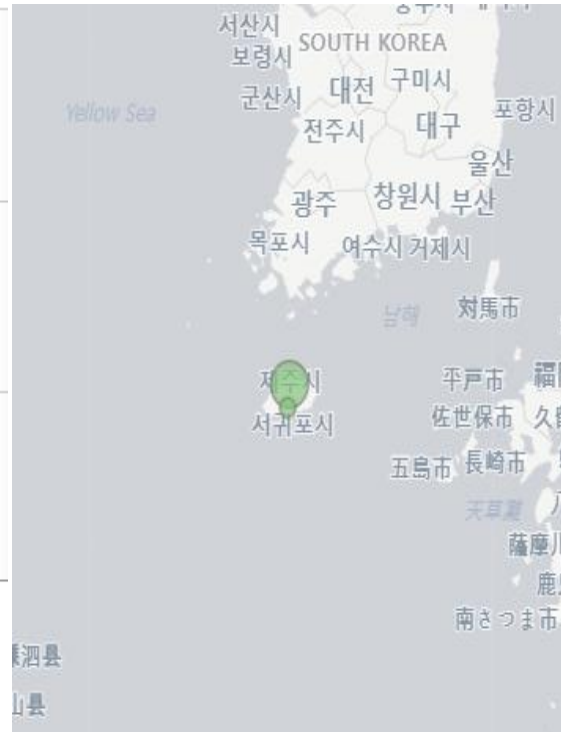 서산시
SOUTH KOREA
보령시
대전 구미시
군산시
포항시
대구
전주시
Yellow Sea
울산
광주 창원시 부산
목포시 여수시 거제시
남해 対馬市
제주시
平戸市
서귀포시 佐世保市
五島市 長崎市
天草灘
南さつま市
泗县
山县